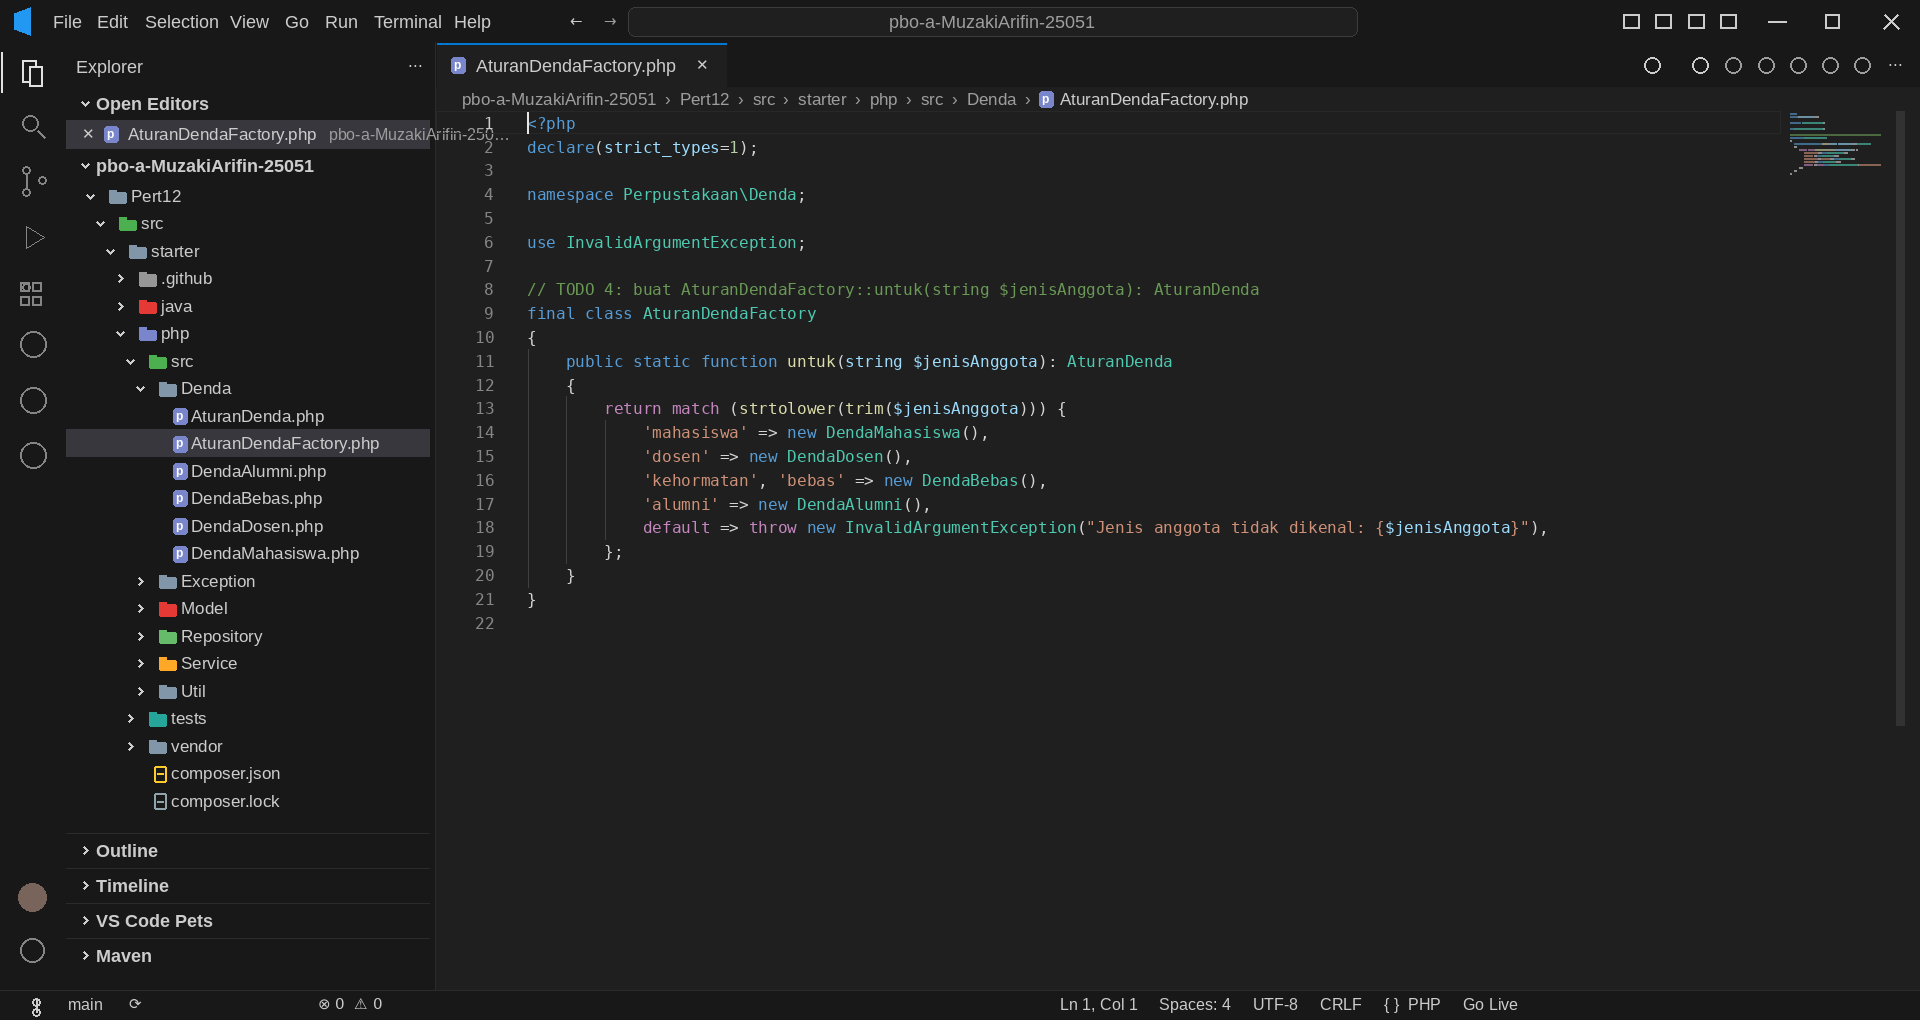 File Edit Selection View Go Run Terminal Help ← → pbo-a-MuzakiArifin-25051
Explorer ···
Open Editors
× AturanDendaFactory.php pbo-a-MuzakiArifin-250...
pbo-a-MuzakiArifin-25051
Pert12
src
starter
.github
java
php
src
Denda
AturanDenda.php
AturanDendaFactory.php
DendaAlumni.php
DendaBebas.php
DendaDosen.php
DendaMahasiswa.php
Exception
Model
Repository
Service
Util
tests
vendor
composer.json
composer.lock
Outline
Timeline
VS Code Pets
Maven
p AturanDendaFactory.php × ···
pbo-a-MuzakiArifin-25051 › Pert12 › src › starter › php › src › Denda › p AturanDendaFactory.php
1 <?php
2 declare(strict_types=1);
3
4 namespace Perpustakaan\Denda;
5
6 use InvalidArgumentException;
7
8 // TODO 4: buat AturanDendaFactory::untuk(string $jenisAnggota): AturanDenda
9 final class AturanDendaFactory
10 {
11     public static function untuk(string $jenisAnggota): AturanDenda
12     {
13         return match (strtolower(trim($jenisAnggota))) {
14             'mahasiswa' => new DendaMahasiswa(),
15             'dosen' => new DendaDosen(),
16             'kehormatan', 'bebas' => new DendaBebas(),
17             'alumni' => new DendaAlumni(),
18             default => throw new InvalidArgumentException("Jenis anggota tidak dikenal: {$jenisAnggota}"),
19         };
20     }
21 }
22
main ⟳ ⊗ 0 ⚠ 0 Ln 1, Col 1 Spaces: 4 UTF-8 CRLF { } PHP Go Live